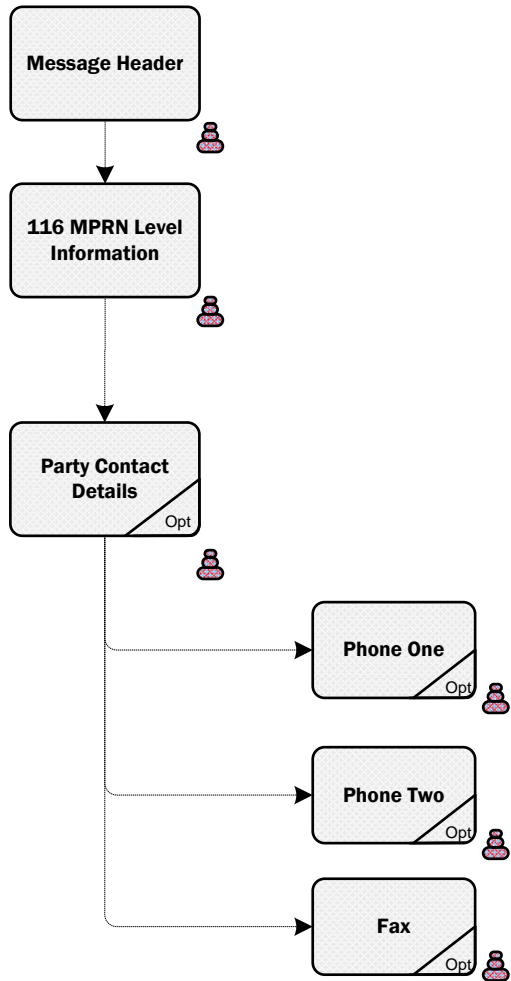 Message Header
116 MPRN Level
Information
Party Contact
Details
Opt
Phone One
Opt
Phone Two
Opt
Fax
Opt